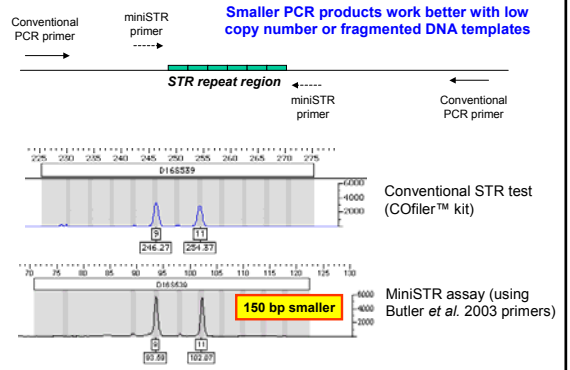 Smaller PCR products work better with low
copy number or fragmented DNA templates
Conventional
PCR primer
miniSTR
primer
STR repeat region
miniSTR
primer
Conventional
PCR primer
225 230 235 240 245 250 255 260 265 270 275
D16S539
6000
4000
2000
9 11
246.27 254.87
Conventional STR test
(COfiler™ kit)
70 75 80 85 90 95 100 105 110 115 120 125 130
D16S539
6000
4000
2000
150 bp smaller
9 11
93.59 102.07
MiniSTR assay (using
Butler et al. 2003 primers)